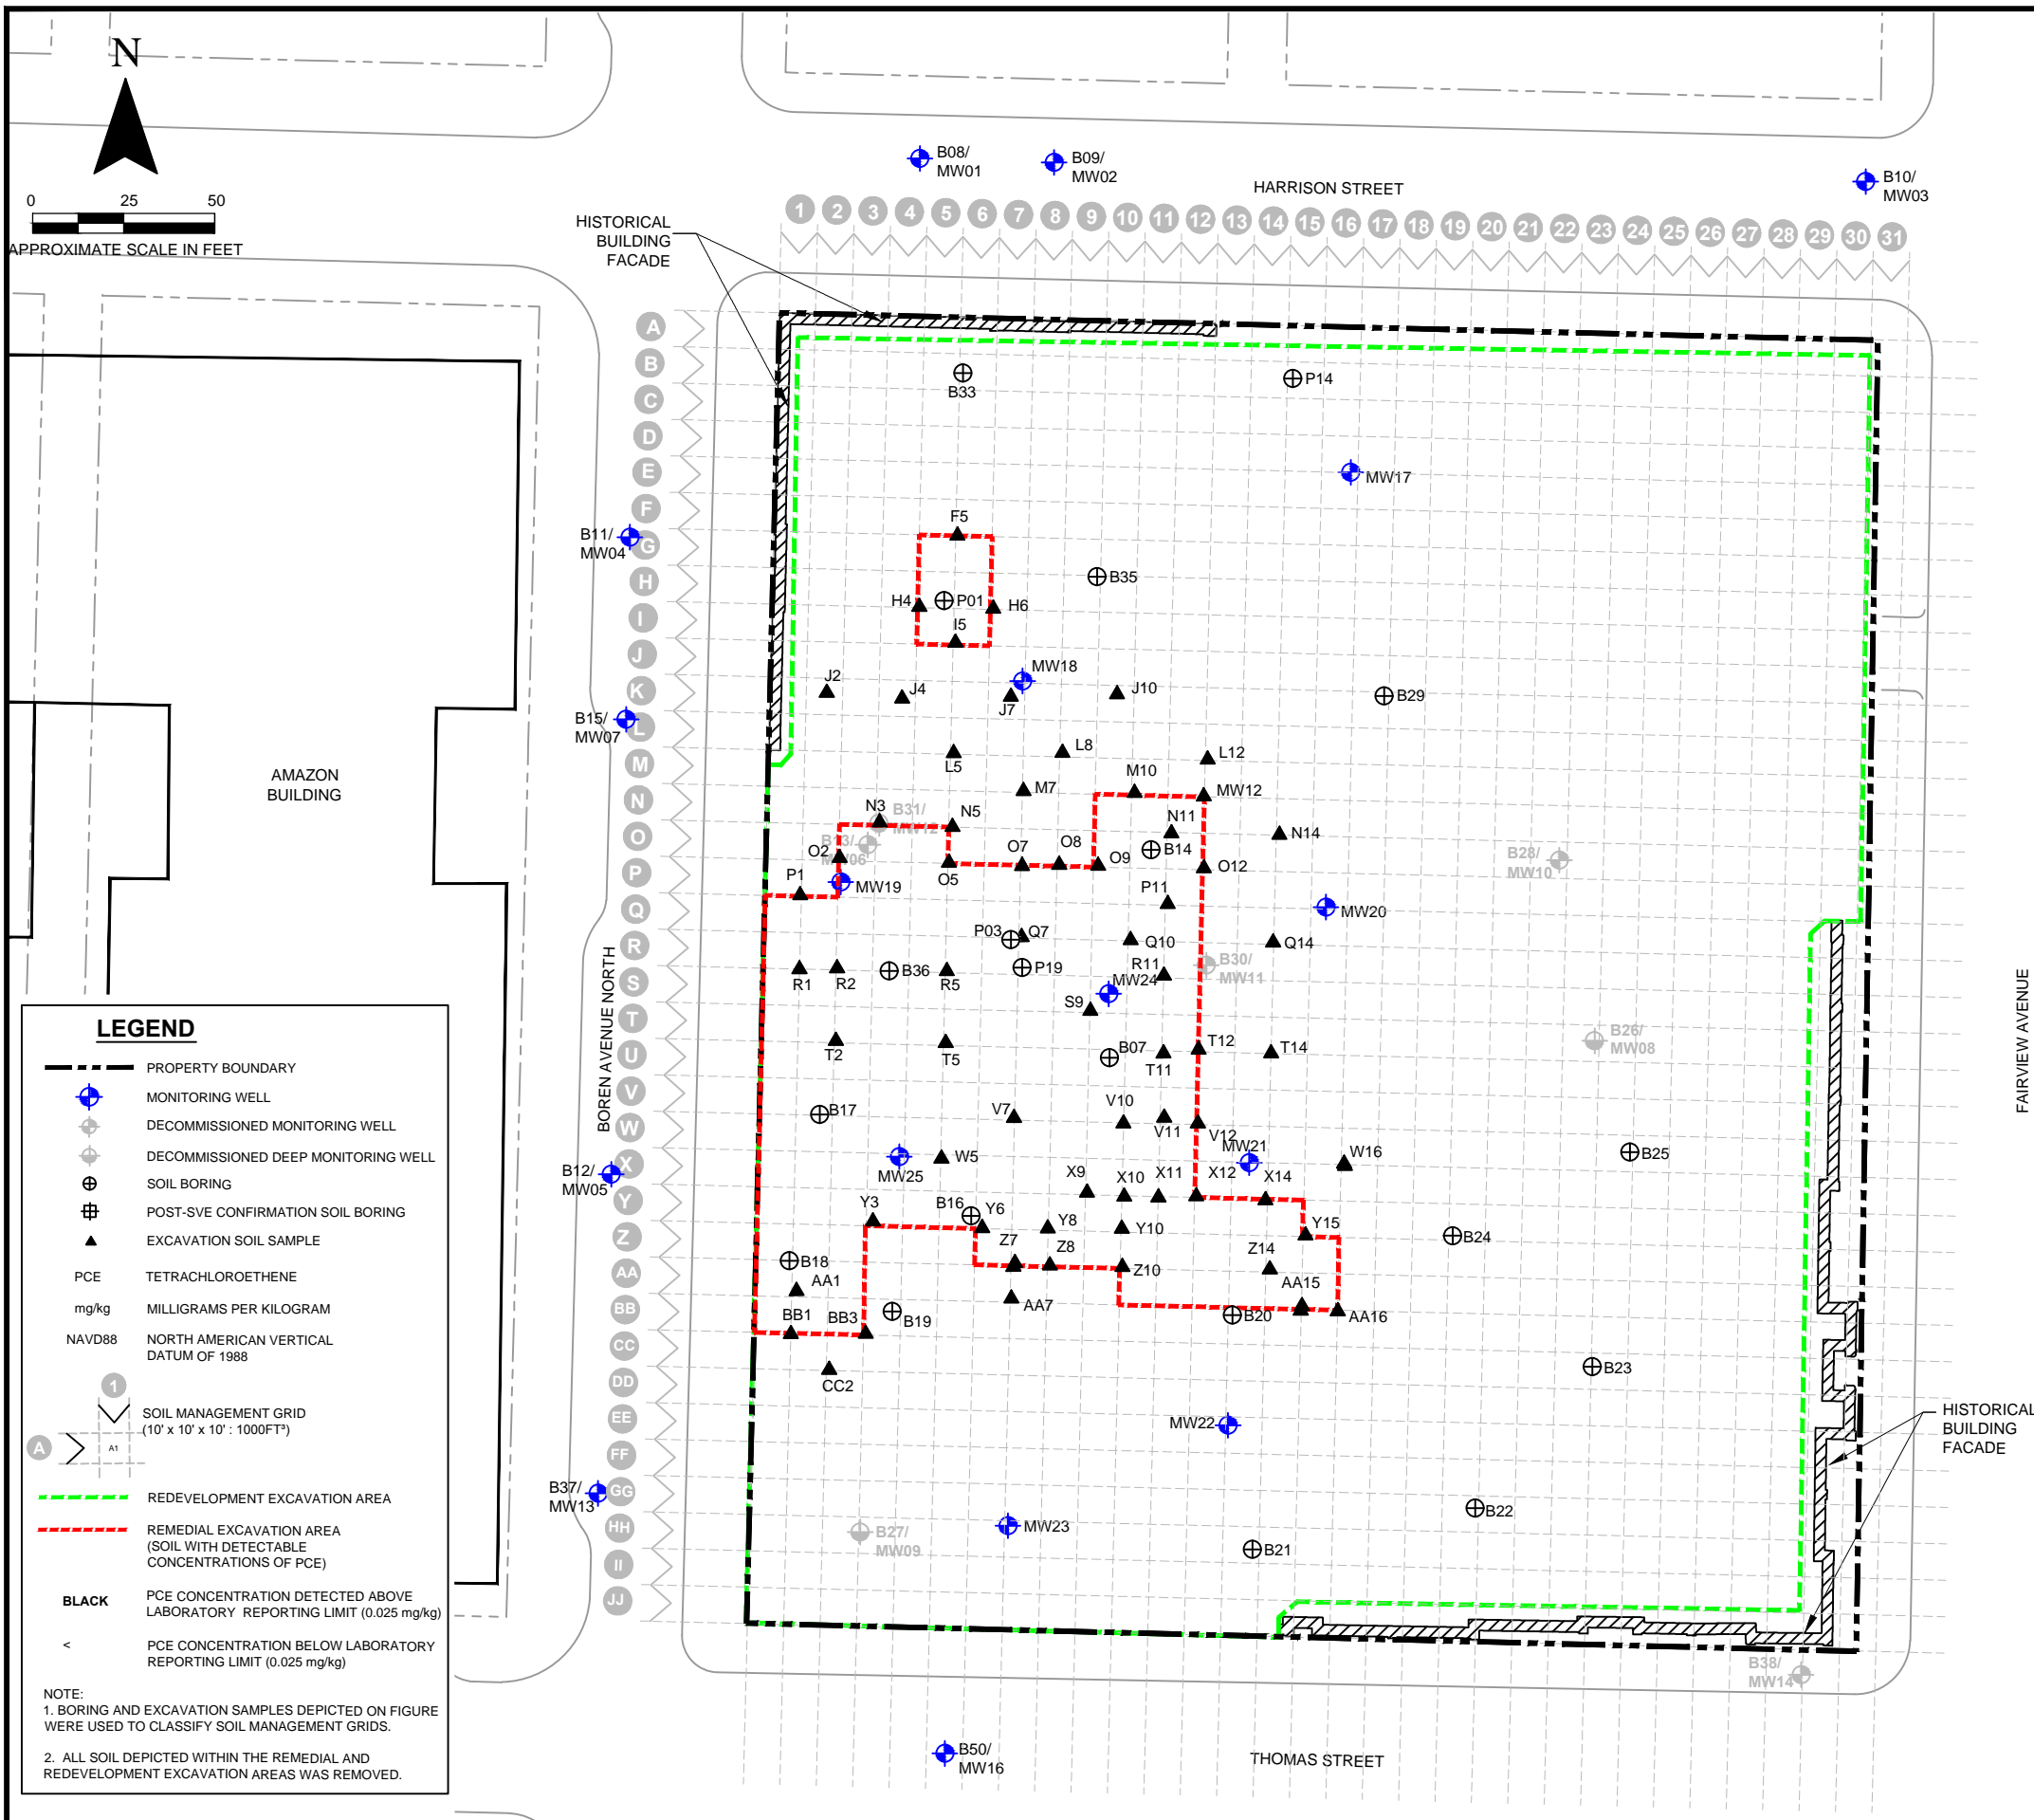 N
0 25 50
APPROXIMATE SCALE IN FEET
B08/
MW01
B09/
MW02
B10/
MW03
HARRISON STREET
HISTORICAL
BUILDING
FACADE
1 2 3 4 5 6 7 8 9 10 11 12 13 14 15 16 17 18 19 20 21 22 23 24 25 26 27 28 29 30 31
A
B
C
D
E
F
G
H
I
J
K
L
M
N
O
P
Q
R
S
T
U
V
W
X
Y
Z
AA
BB
CC
DD
EE
FF
GG
HH
II
JJ
B33
P14
MW17
F5
B11/
MW04
B35
H4
P01
H6
I5
MW18
J2
J4
J7
J10
B29
B15/
MW07
L5
L8
L12
AMAZON
BUILDING
M7
M10
MW12
N3
B31/
MW12
N5
N11
N14
B13/
MW06
O2
O5
O7
O8
O9
B14
O12
B28/
MW10
P1
MW19
P11
MW20
P03
Q7
Q10
Q14
R1
R2
B36
R5
P19
R11
MW24
B30/
MW11
S9
T2
T5
B07
T11
T12
T14
B26/
MW08
BOREN AVENUE NORTH
FAIRVIEW AVENUE
B17
V7
V10
V11
V12
MW21
B12/
MW05
MW25
W5
W16
B25
X9
X10
X11
X12
X14
Y3
B16
Y6
Y8
Y10
Y15
B24
Z7
Z8
Z10
Z14
B18
AA1
AA7
AA15
AA16
BB1
BB3
B19
B20
CC2
B23
MW22
HISTORICAL
BUILDING
FACADE
B37/
MW13
B27/
MW09
MW23
B22
B21
B38/
MW14
B50/
MW16
THOMAS STREET
LEGEND
PROPERTY BOUNDARY
MONITORING WELL
DECOMMISSIONED MONITORING WELL
DECOMMISSIONED DEEP MONITORING WELL
SOIL BORING
POST-SVE CONFIRMATION SOIL BORING
EXCAVATION SOIL SAMPLE
PCE TETRACHLOROETHENE
mg/kg MILLIGRAMS PER KILOGRAM
NAVD88 NORTH AMERICAN VERTICAL
DATUM OF 1988
1
SOIL MANAGEMENT GRID
(10' x 10' x 10' : 1000FT³)
A
A1
REDEVELOPMENT EXCAVATION AREA
REMEDIAL EXCAVATION AREA
(SOIL WITH DETECTABLE
CONCENTRATIONS OF PCE)
BLACK PCE CONCENTRATION DETECTED ABOVE
LABORATORY REPORTING LIMIT (0.025 mg/kg)
< PCE CONCENTRATION BELOW LABORATORY
REPORTING LIMIT (0.025 mg/kg)
NOTE:
1. BORING AND EXCAVATION SAMPLES DEPICTED ON FIGURE
WERE USED TO CLASSIFY SOIL MANAGEMENT GRIDS.
2. ALL SOIL DEPICTED WITHIN THE REMEDIAL AND
REDEVELOPMENT EXCAVATION AREAS WAS REMOVED.